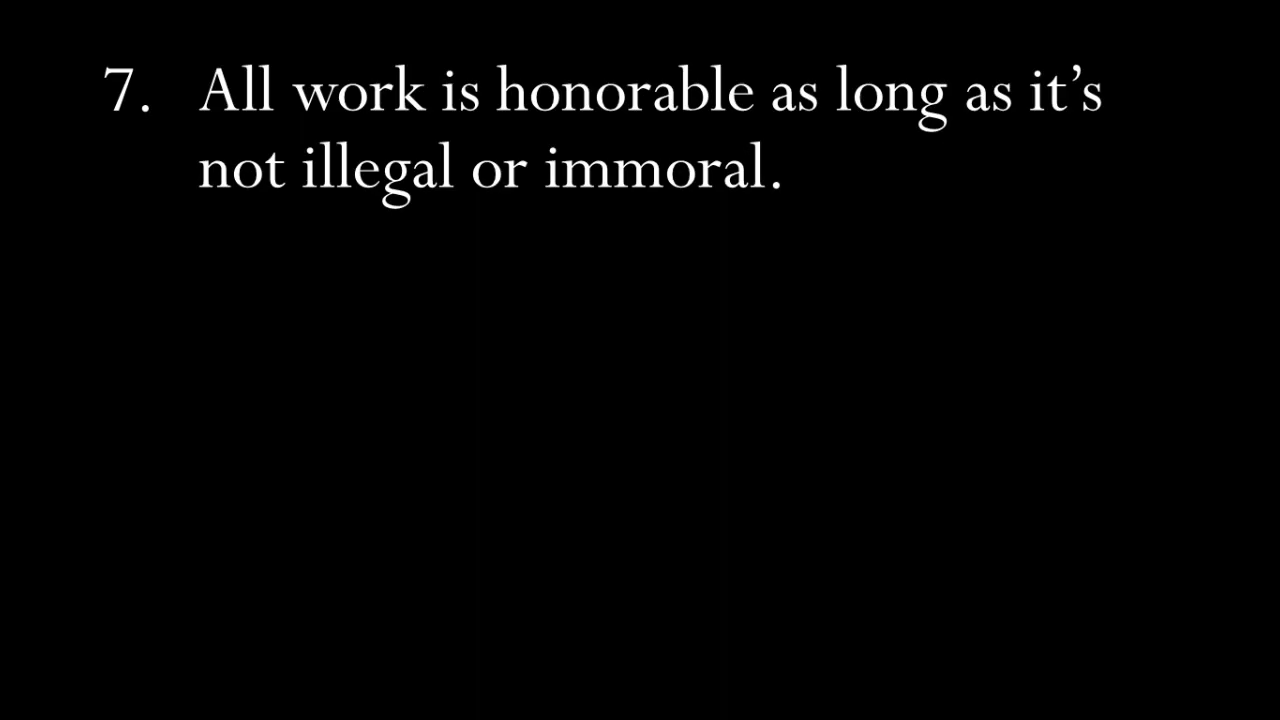 7. All work is honorable as long as it’s
not illegal or immoral.